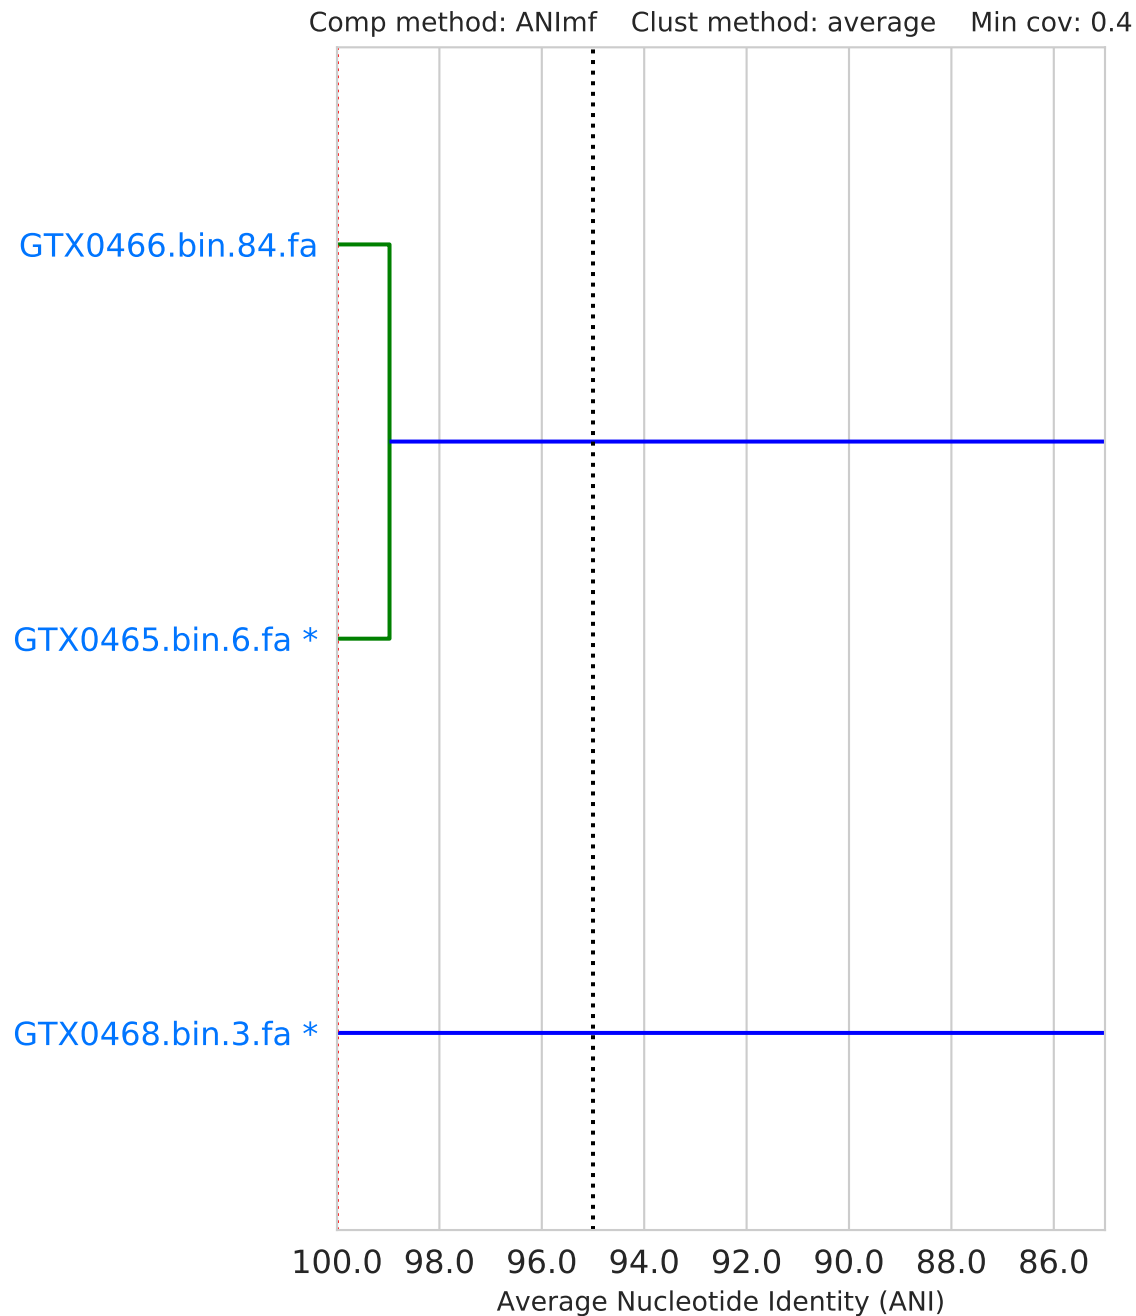 Comp method: ANImf    Clust method: average    Min cov: 0.4
GTX0466.bin.84.fa
GTX0465.bin.6.fa *
GTX0468.bin.3.fa *
100.0 98.0 96.0 94.0 92.0 90.0 88.0 86.0
Average Nucleotide Identity (ANI)